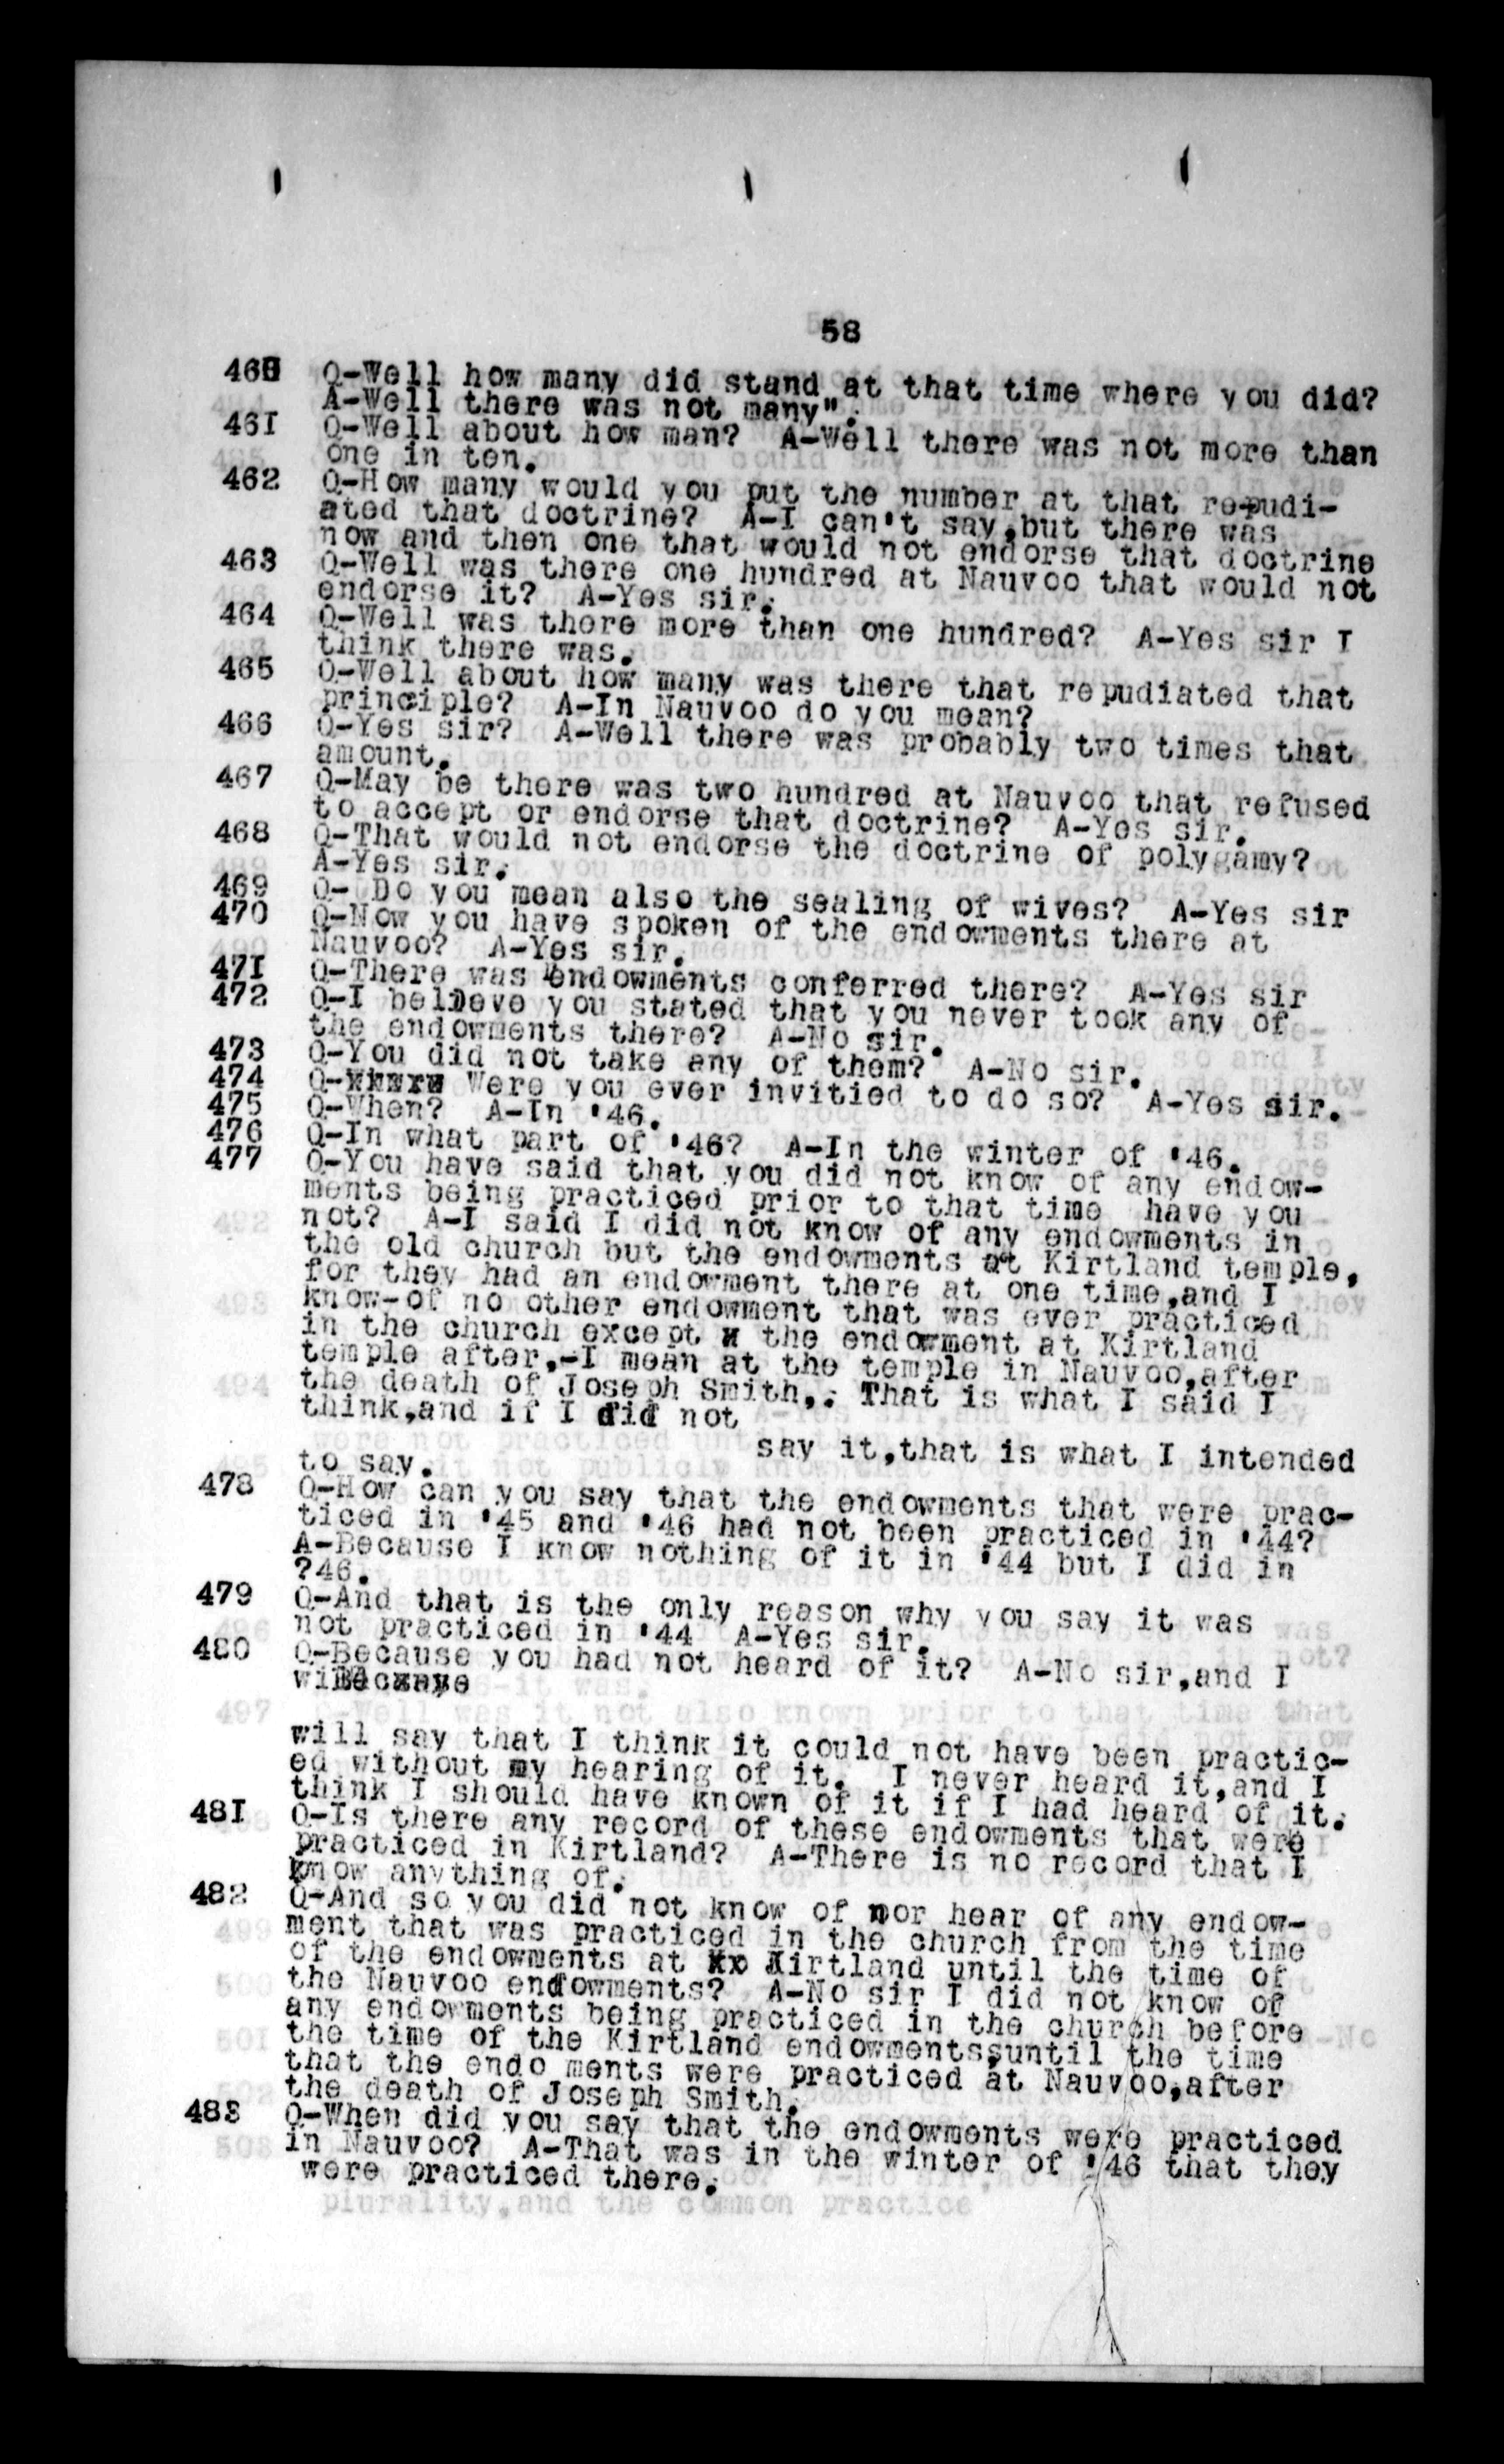 58
460 Q-Well how many did stand at that time where you did?
A-Well there was not many".
461 Q-Well about how man? A-Well there was not more than
one in ten.
462 Q-How many would you put the number at that repudi-
ated that doctrine? A-I can't say,but there was
now and then one that would not endorse that doctrine
463 Q-Well was there one hundred at Nauvoo that would not
endorse it? A-Yes sir.
464 Q-Well was there more than one hundred? A-Yes sir I
think there was.
465 Q-Well about how many was there that repudiated that
principle? A-In Nauvoo do you mean?
466 Q-Yes sir? A-Well there was probably two times that
amount.
467 Q-May be there was two hundred at Nauvoo that refused
to accept or endorse that doctrine? A-Yes sir.
468 Q-That would not endorse the doctrine of polygamy?
A-Yes sir.
469 Q- Do you mean also the sealing of wives? A-Yes sir
470 Q-Now you have spoken of the endowments there at
Nauvoo? A-Yes sir.
471 Q-There was endowments conferred there? A-Yes sir
472 Q-I believe you stated that you never took any of
the endowments there? A-No sir.
473 Q-You did not take any of them? A-No sir.
474 Q- Were you ever invitied to do so? A-Yes sir.
475 Q-When? A-In '46.
476 Q-In what part of '46? A-In the winter of '46.
477 Q-You have said that you did not know of any endow-
ments being practiced prior to that time have you
not? A-I said I did not know of any endowments in
the old church but the endowments at Kirtland temple,
for they had an endowment there at one time,and I
know-of no other endowment that was ever practiced
in the church except x the endowment at Kirtland
temple after,-I mean at the temple in Nauvoo,after
the death of Joseph Smith,. That is what I said I
think,and if I did not
say it,that is what I intended
to say.
478 Q-How can you say that the endowments that were prac-
ticed in '45 and '46 had not been practiced in '44?
A-Because I know nothing of it in '44 but I did in
?46.
479 Q-And that is the only reason why you say it was
not practiced in '44 A-Yes sir.
480 Q-Because you had not heard of it? A-No sir,and I
will say that I think it could not have been practic-
ed without my hearing of it. I never heard it,and I
think I should have known of it if I had heard of it.
481 Q-Is there any record of these endowments that were
practiced in Kirtland? A-There is no record that I
know anything of.
482 Q-And so you did not know of nor hear of any endow-
ment that was practiced in the church from the time
of the endowments at Kirtland until the time of
the Nauvoo endowments? A-No sir I did not know of
any endowments being practiced in the church before
the time of the Kirtland endowments,until the time
that the endo ments were practiced at Nauvoo,after
the death of Joseph Smith.
483 Q-When did you say that the endowments were practiced
in Nauvoo? A-That was in the winter of '46 that they
were practiced there.